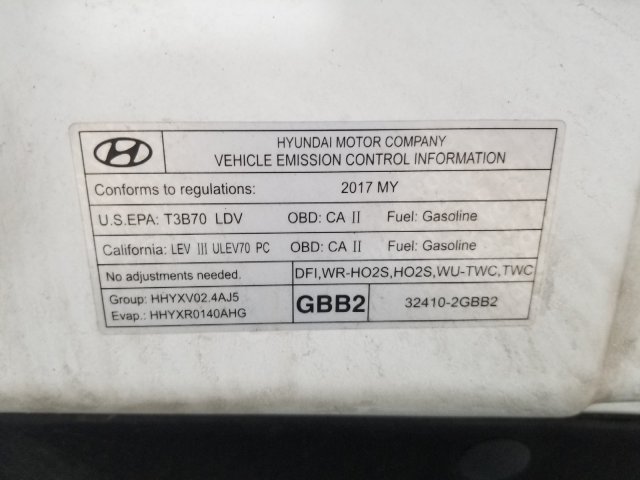 HYUNDAI MOTOR COMPANY
VEHICLE EMISSION CONTROL INFORMATION
Conforms to regulations: 2017 MY
U.S.EPA: T3B70 LDV OBD: CA II Fuel: Gasoline
California: LEV III ULEV70 PC OBD: CA II Fuel: Gasoline
No adjustments needed. DFI,WR-HO2S,HO2S,WU-TWC,TWC
Group: HHYXV02.4AJ5
Evap.: HHYXR0140AHG
GBB2 32410-2GBB2